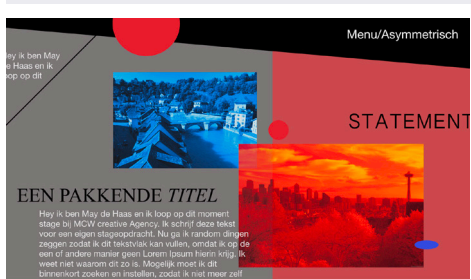 Menu/Asymmetrisch
Hey ik ben May
de Haas en ik
loop op dit
STATEMENT
EEN PAKKENDE TITEL
Hey ik ben May de Haas en ik loop op dit moment
stage bij MCW creative Agency. Ik schrijf deze tekst
voor een eigen stageopdracht. Nu ga ik random dingen
zeggen zodat ik dit tekstvlak kan vullen, omdat ik op de
een of andere manier geen Lorem Ipsum hierin krijg. Ik
weet niet waarom dit zo is. Mogelijk moet ik dit
binnenkort zoeken en instellen, zodat ik niet meer zelf